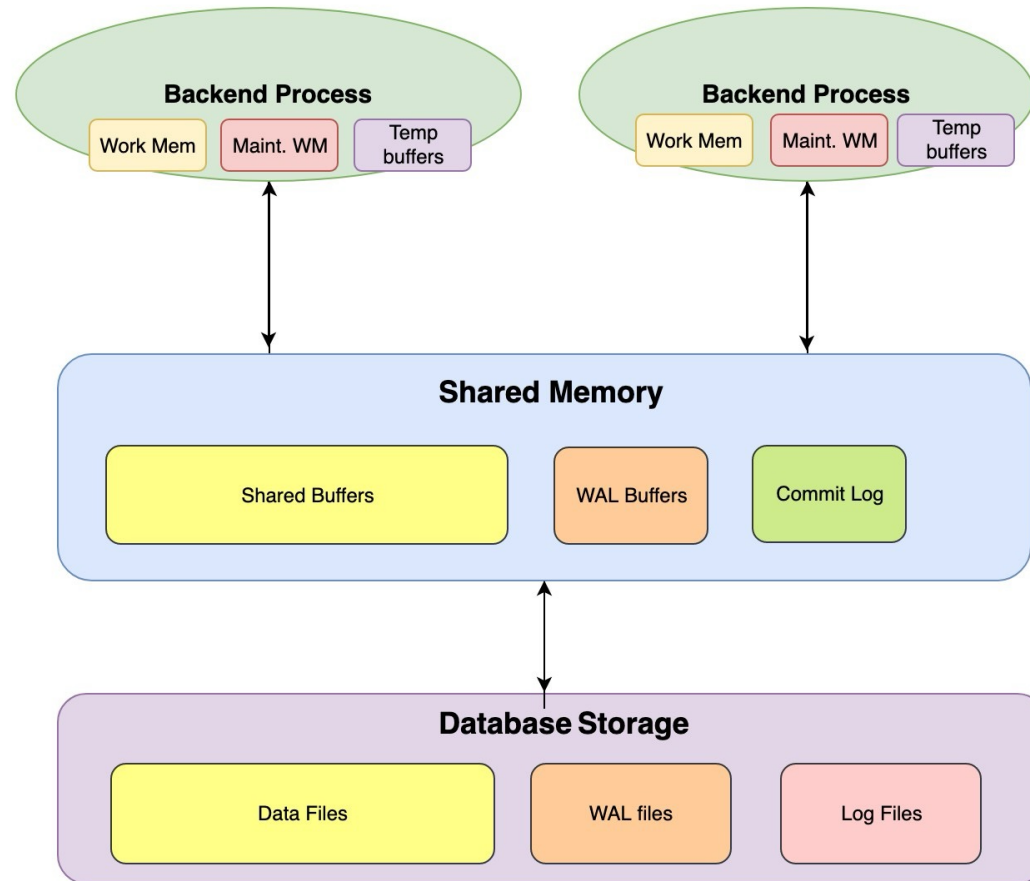 Backend Process
Work Mem
Maint. WM
Temp
buffers
Backend Process
Work Mem
Maint. WM
Temp
buffers
Shared Memory
Shared Buffers
WAL Buffers
Commit Log
Database Storage
Data Files
WAL files
Log Files